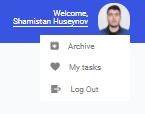 Welcome,
Shamistan Huseynov
Archive
My tasks
Log Out